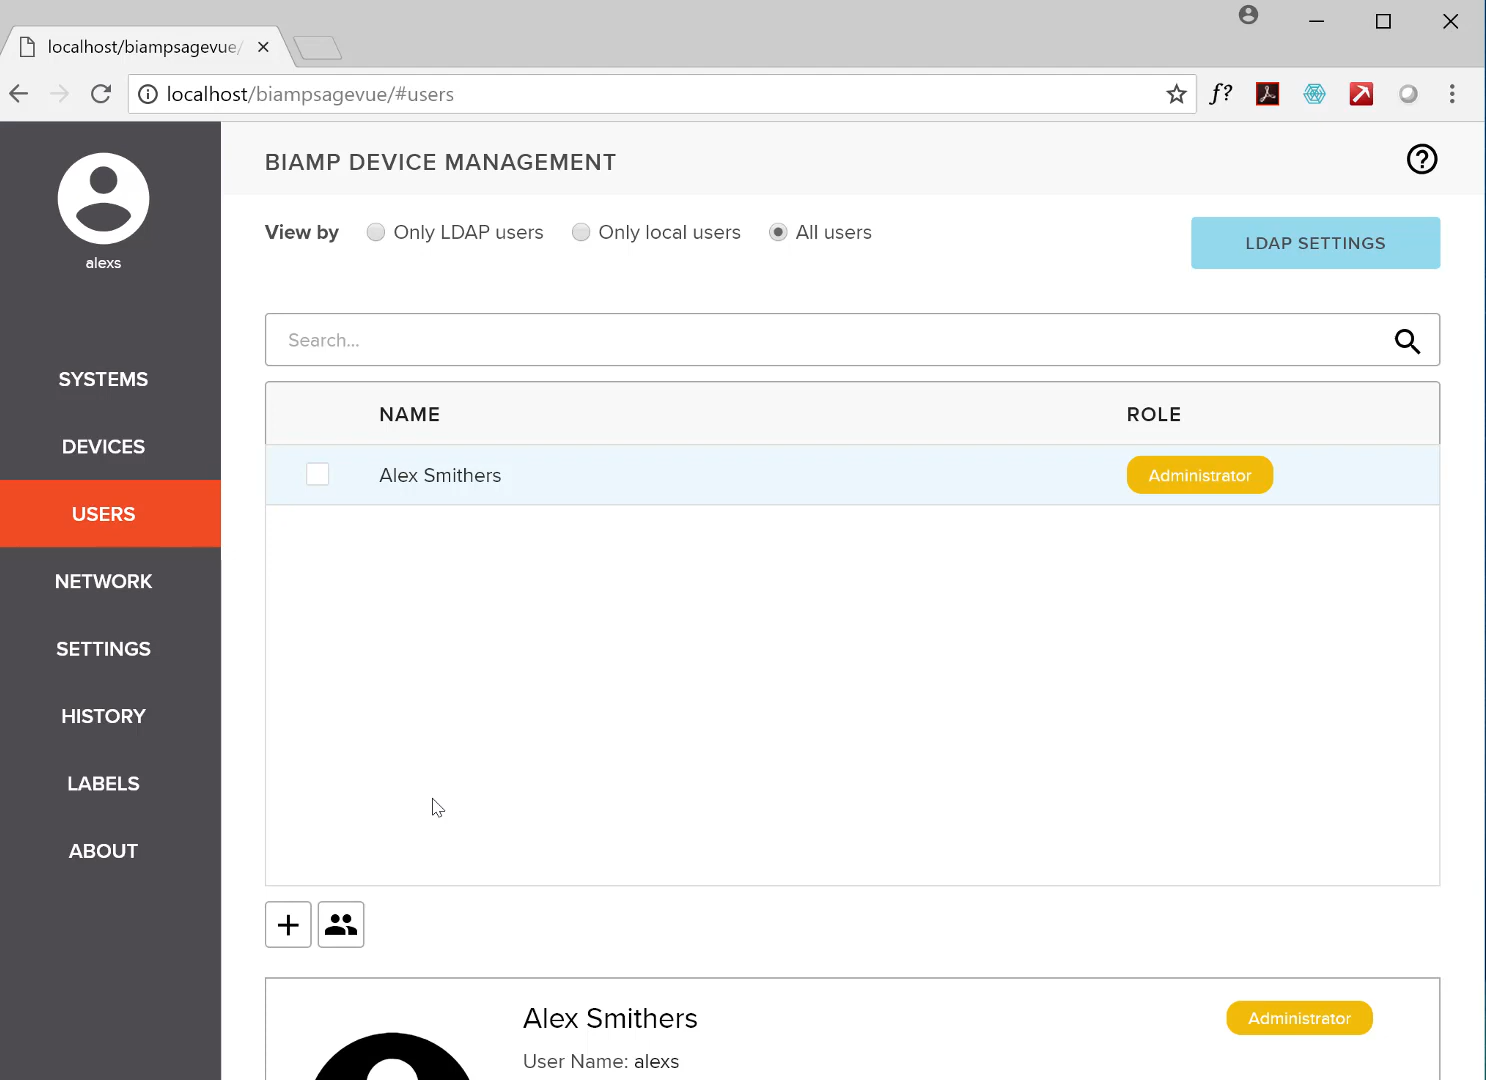 localhost/biampsagevue/
localhost/biampsagevue/#users
f?
alexs
SYSTEMS
DEVICES
USERS
NETWORK
SETTINGS
HISTORY
LABELS
ABOUT
BIAMP DEVICE MANAGEMENT
View by Only LDAP users Only local users All users
LDAP SETTINGS
Search...
NAME ROLE
Alex Smithers Administrator
Alex Smithers Administrator
User Name: alexs